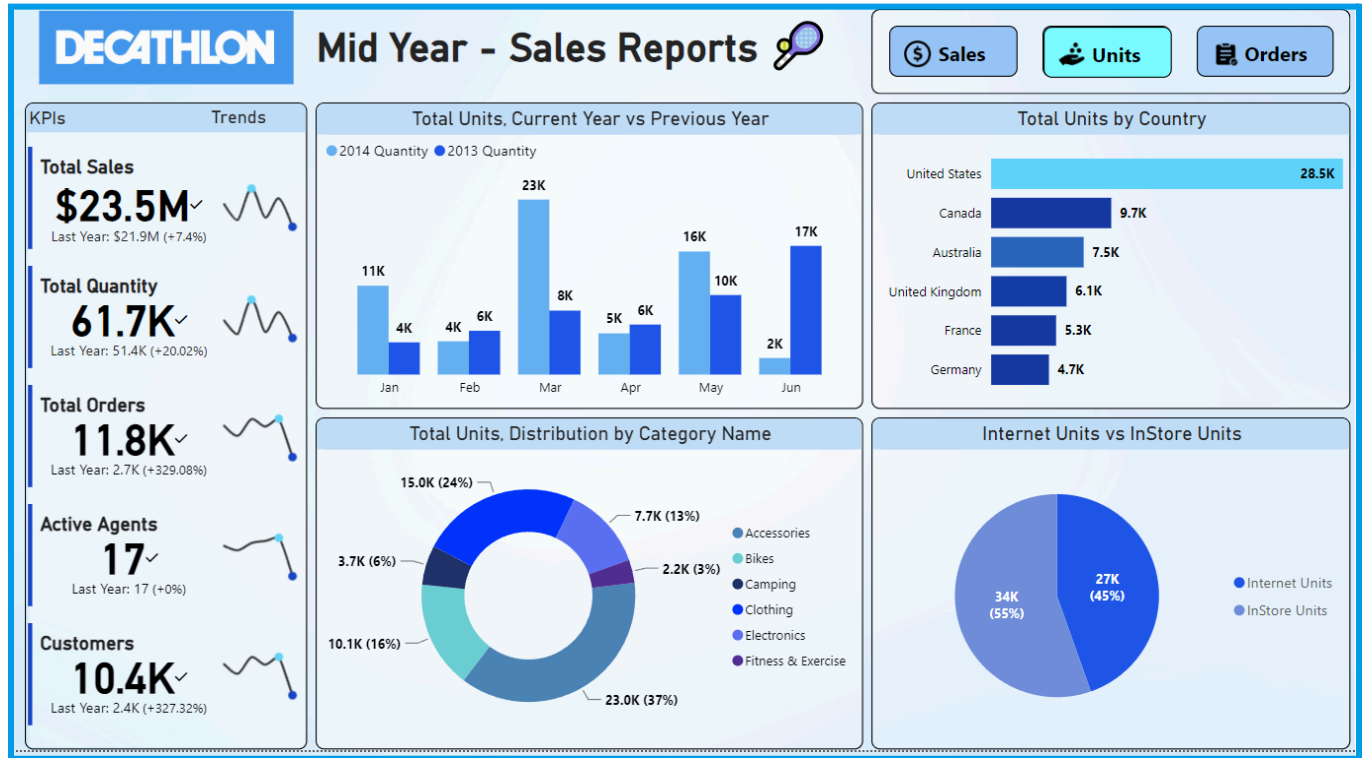 DECATHLON
Mid Year - Sales Reports
Sales
Units
Orders
KPIs Trends
Total Sales
$23.5M
Last Year: $21.9M (+7.4%)
Total Quantity
61.7K
Last Year: 51.4K (+20.02%)
Total Orders
11.8K
Last Year: 2.7K (+329.08%)
Active Agents
17
Last Year: 17 (+0%)
Customers
10.4K
Last Year: 2.4K (+327.32%)
Total Units, Current Year vs Previous Year
2014 Quantity 2013 Quantity
11K 4K
4K 6K
23K 8K
5K 6K
16K 10K
2K 17K
Jan Feb Mar Apr May Jun
Total Units by Country
United States 28.5K
Canada 9.7K
Australia 7.5K
United Kingdom 6.1K
France 5.3K
Germany 4.7K
Total Units, Distribution by Category Name
15.0K (24%)
7.7K (13%)
3.7K (6%)
2.2K (3%)
10.1K (16%)
23.0K (37%)
Accessories
Bikes
Camping
Clothing
Electronics
Fitness & Exercise
Internet Units vs InStore Units
27K
(45%)
34K
(55%)
Internet Units
InStore Units